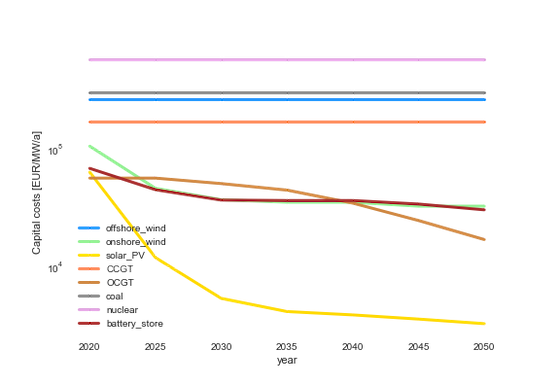 Capital costs [EUR/MW/a]
10^5
10^4
offshore_wind
onshore_wind
solar_PV
CCGT
OCGT
coal
nuclear
battery_store
2020 2025 2030 2035 2040 2045 2050
year